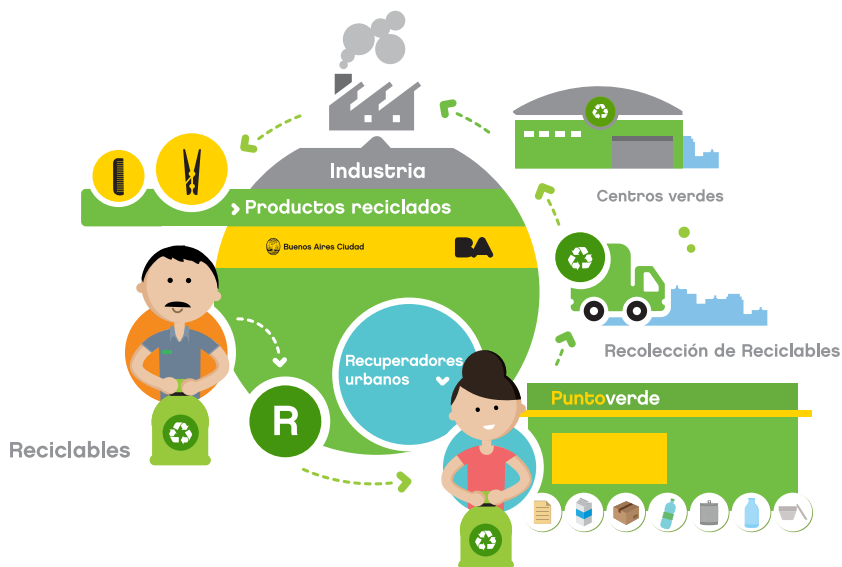 Industria
Productos reciclados
Buenos Aires Ciudad
BA
Centros verdes
Recolección de Reciclables
Recuperadores
urbanos
R
Puntoverde
Reciclables